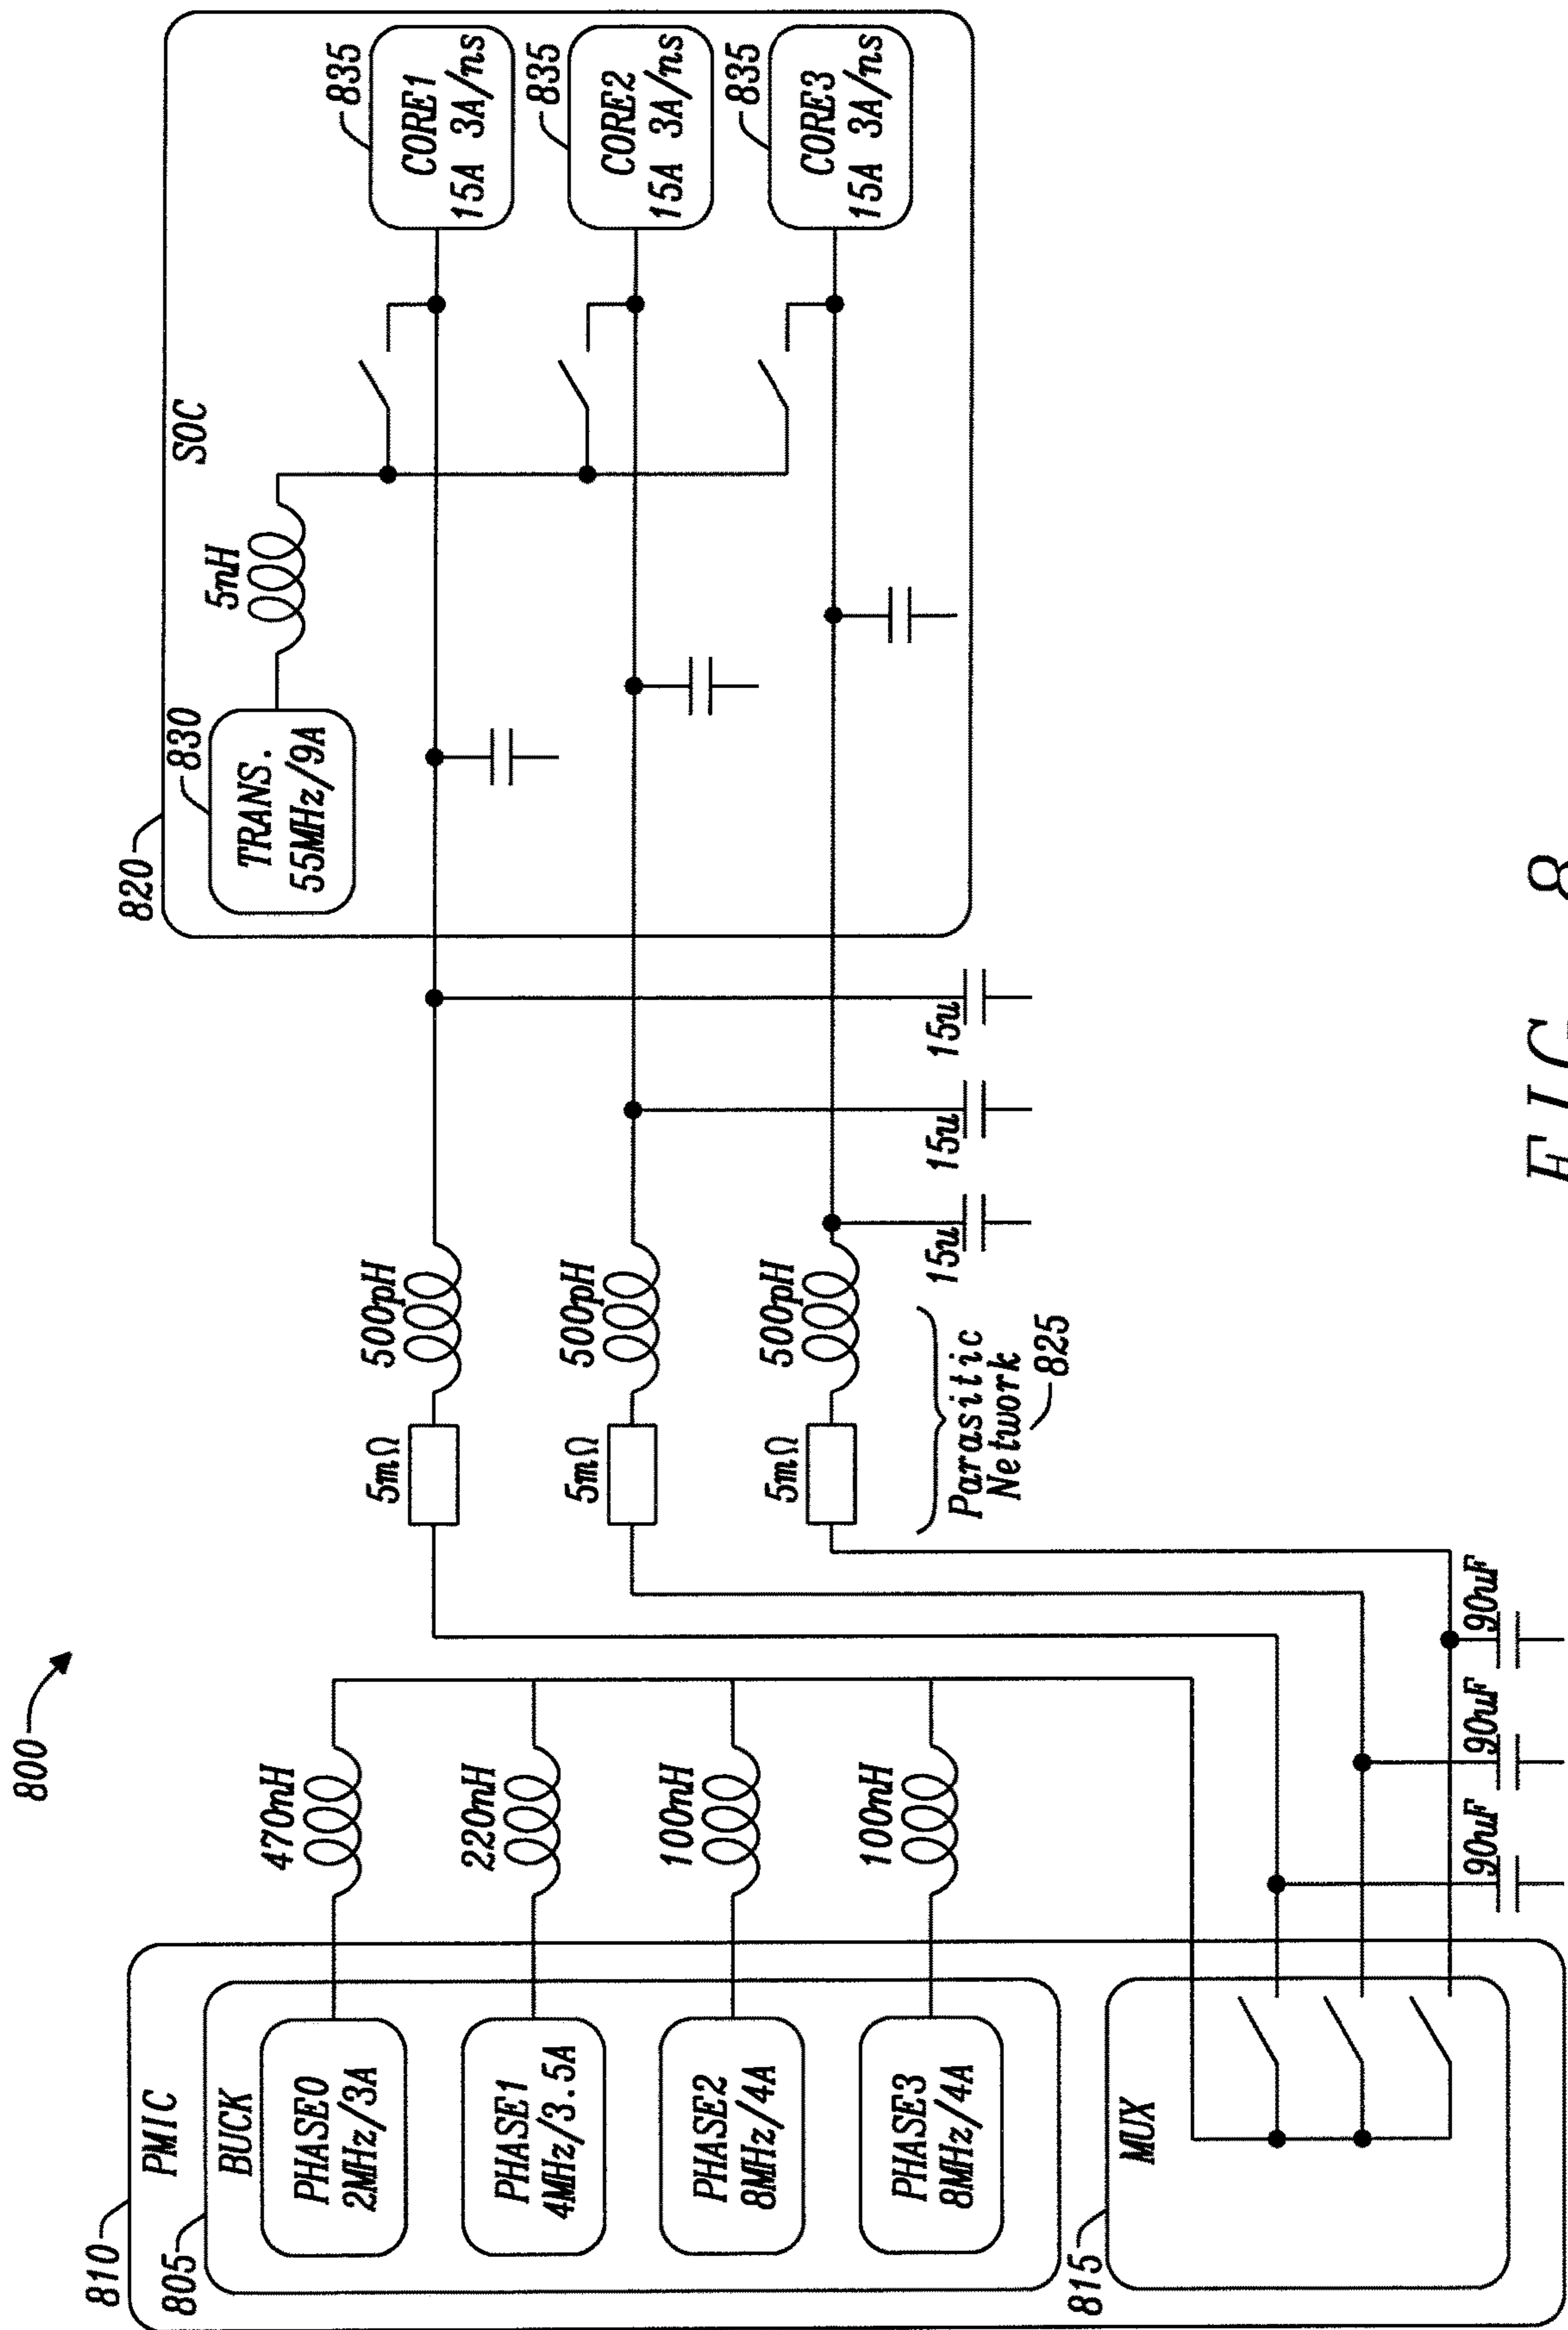 800
810
PMIC
805
BUCK
PHASE0
2MHz/3A
PHASE1
4MHz/3.5A
PHASE2
8MHz/4A
PHASE3
8MHz/4A
815
MUX
470nH
220nH
100nH
100nH
90uF
90uF
90uF
5mΩ
5mΩ
5mΩ
500pH
500pH
500pH
Parasitic
Network
825
15u
15u
15u
820
SOC
830
TRANS.
55MHz/9A
5nH
835
CORE1
15A 3A/ns
835
CORE2
15A 3A/ns
835
CORE3
15A 3A/ns
FIG. 8